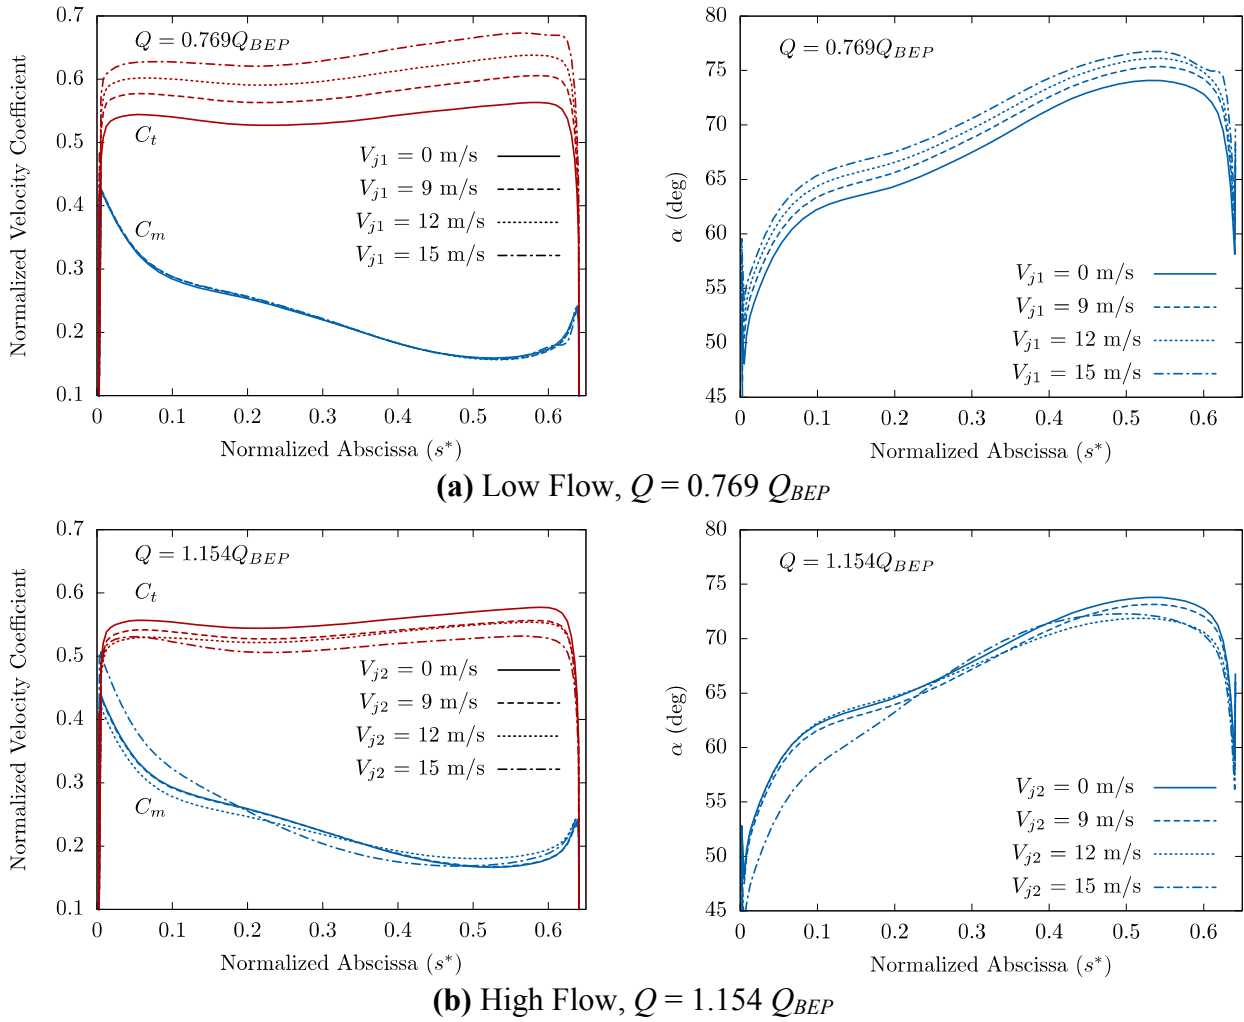 Normalized Velocity Coefficient
0.7
0.6
0.5
0.4
0.3
0.2
0.1
Q = 0.769Q_BEP
C_t
C_m
V_j1 = 0 m/s
V_j1 = 9 m/s
V_j1 = 12 m/s
V_j1 = 15 m/s
0 0.1 0.2 0.3 0.4 0.5 0.6
Normalized Abscissa (s*)
α (deg)
80
75
70
65
60
55
50
45
Q = 0.769Q_BEP
V_j1 = 0 m/s
V_j1 = 9 m/s
V_j1 = 12 m/s
V_j1 = 15 m/s
0 0.1 0.2 0.3 0.4 0.5 0.6
Normalized Abscissa (s*)
(a) Low Flow, Q = 0.769 Q_BEP
Normalized Velocity Coefficient
0.7
0.6
0.5
0.4
0.3
0.2
0.1
Q = 1.154Q_BEP
C_t
C_m
V_j2 = 0 m/s
V_j2 = 9 m/s
V_j2 = 12 m/s
V_j2 = 15 m/s
0 0.1 0.2 0.3 0.4 0.5 0.6
Normalized Abscissa (s*)
α (deg)
80
75
70
65
60
55
50
45
Q = 1.154Q_BEP
V_j2 = 0 m/s
V_j2 = 9 m/s
V_j2 = 12 m/s
V_j2 = 15 m/s
0 0.1 0.2 0.3 0.4 0.5 0.6
Normalized Abscissa (s*)
(b) High Flow, Q = 1.154 Q_BEP